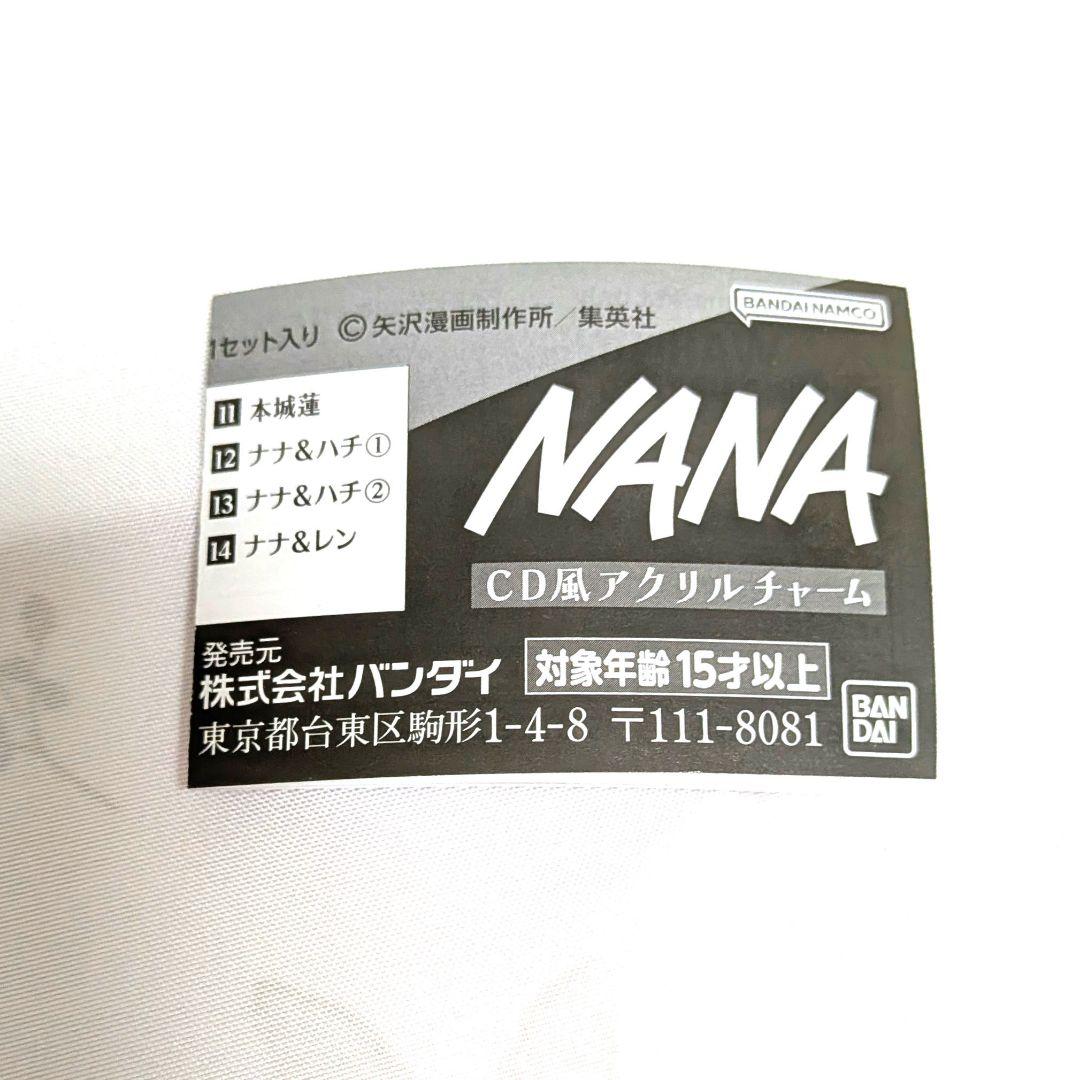 BANDAI NAMCO
1セット入り ©矢沢漫画制作所/集英社
11 本城蓮
12 ナナ&ハチ①
13 ナナ&ハチ②
14 ナナ&レン
NANA
CD風アクリルチャーム
発売元
株式会社バンダイ 対象年齢15才以上
東京都台東区駒形1-4-8 〒111-8081
BAN
DAI